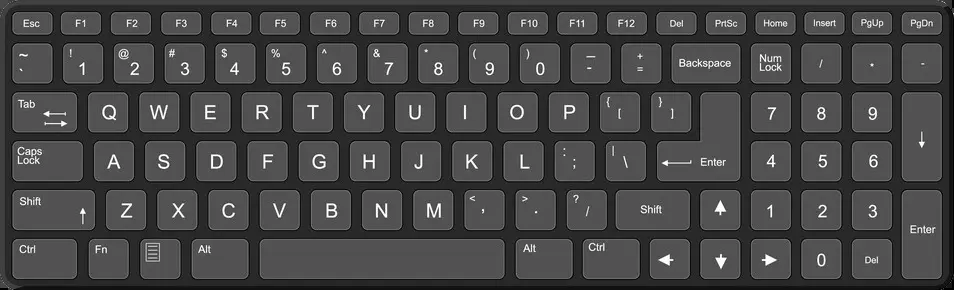 Esc F1 F2 F3 F4 F5 F6 F7 F8 F9 F10 F11 F12 Del PrtSc Home Insert PgUp PgDn
~ ` ! 1 @ 2 # 3 $ 4 % 5 ^ 6 & 7 * 8 ( 9 ) 0 — - + = Backspace Num Lock / * -
Tab Q W E R T Y U I O P { [ } ] 7 8 9 ↓
Caps Lock A S D F G H J K L : ; | \ ← Enter 4 5 6
Shift ↑ Z X C V B N M < , > . ? / Shift ↑ 1 2 3 Enter
Ctrl Fn Alt Alt Ctrl ← ↓ → 0 Del